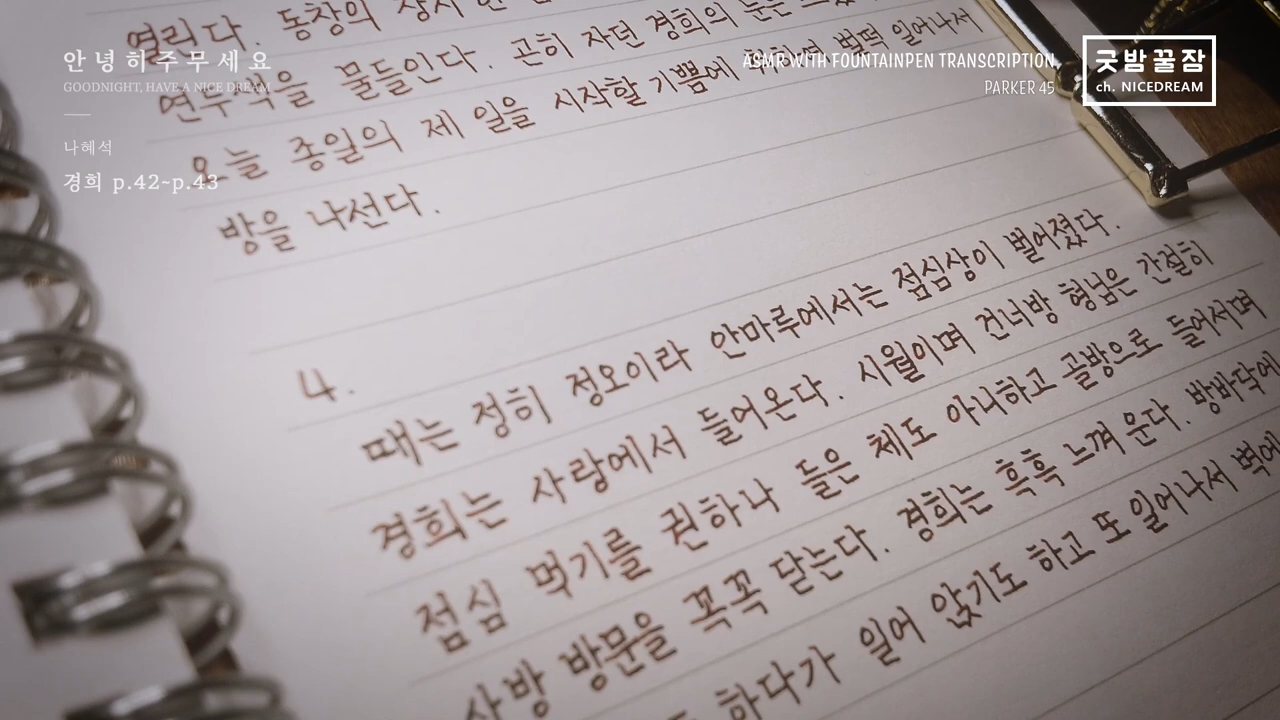 안녕히주무세요
GOODNIGHT, HAVE A NICE DREAM
나혜석
경희 p.42~p.43
ASMR WITH FOUNTAINPEN TRANSCRIPTION
PARKER 45
굿밤꿀잠
ch. NICEDREAM
열린다. 동창의
연두색을 물들인다 곤히 자던 경희의 눈은
오늘 종일의 제 일을 시작할 기쁨에 벌떡 일어나서
방을 나선다.
4.
때는 정히 정오이라 안마루에서는 점심상이 벌어졌다.
경희는 사랑에서 들어온다. 시월이며 건너방 형님은 간절히
점심 먹기를 권하나 들은 체도 아니하고 골방으로 들어서며
사방 방문을 꼭꼭 닫는다. 경희는 흑흑 느껴 운다. 방바닥에
하다가 일어 앉기도 하고 또 일어나서 벽에